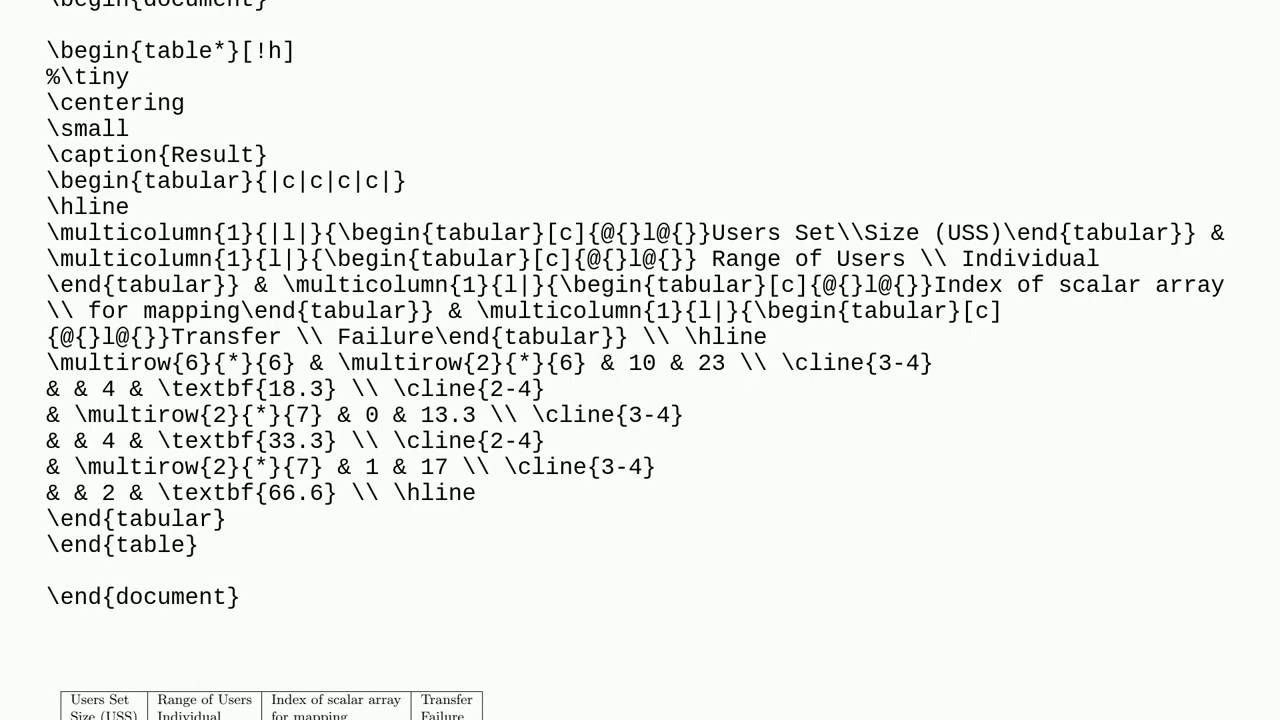 \begin{document}
\begin{table*}[!h]
%\tiny
\centering
\small
\caption{Result}
\begin{tabular}{|c|c|c|c|}
\hline
\multicolumn{1}{|l|}{\begin{tabular}[c]{@{}l@{}}Users Set\\Size (USS)\end{tabular}} &
\multicolumn{1}{l|}{\begin{tabular}[c]{@{}l@{}} Range of Users \\ Individual
\end{tabular}} & \multicolumn{1}{l|}{\begin{tabular}[c]{@{}l@{}}Index of scalar array
\\ for mapping\end{tabular}} & \multicolumn{1}{l|}{\begin{tabular}[c]
{@{}l@{}}Transfer \\ Failure\end{tabular}} \\ \hline
\multirow{6}{*}{6} & \multirow{2}{*}{6} & 10 & 23 \\ \cline{3-4}
& & 4 & \textbf{18.3} \\ \cline{2-4}
& \multirow{2}{*}{7} & 0 & 13.3 \\ \cline{3-4}
& & 4 & \textbf{33.3} \\ \cline{2-4}
& \multirow{2}{*}{7} & 1 & 17 \\ \cline{3-4}
& & 2 & \textbf{66.6} \\ \hline
\end{tabular}
\end{table}
\end{document}
Users Set Range of Users Index of scalar array Transfer
Size (USS) Individual for mapping Failure